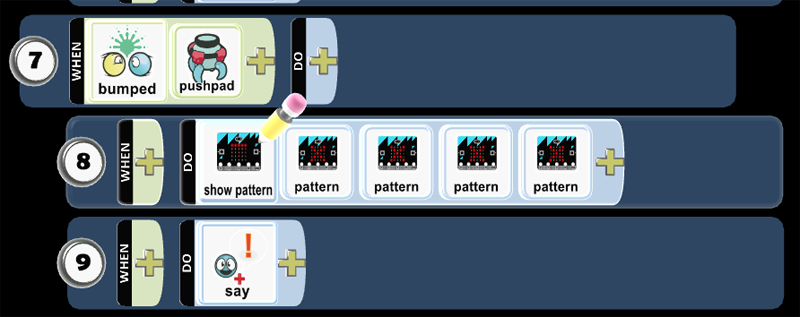 7 WHEN bumped pushpad DO
8 WHEN DO show pattern pattern pattern pattern pattern
9 WHEN DO say